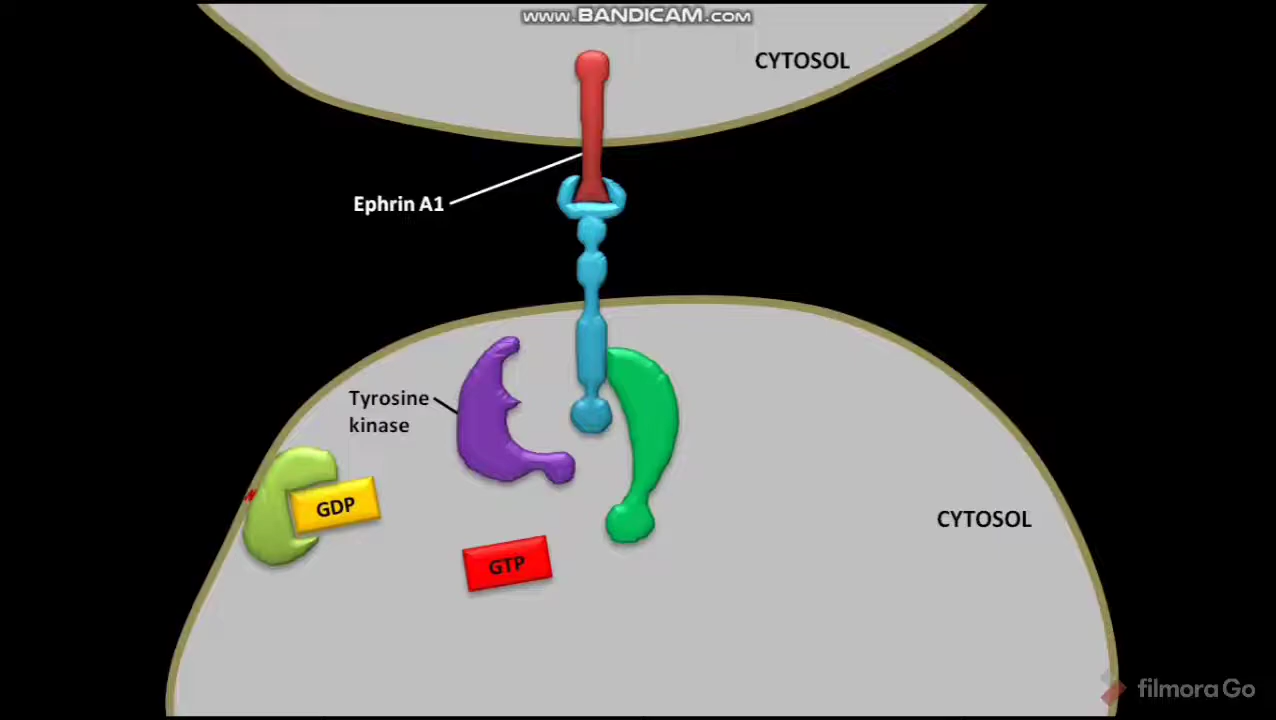 www.BANDICAM.com
CYTOSOL
Ephrin A1
Tyrosine
kinase
GDP
CYTOSOL
GTP
filmora Go